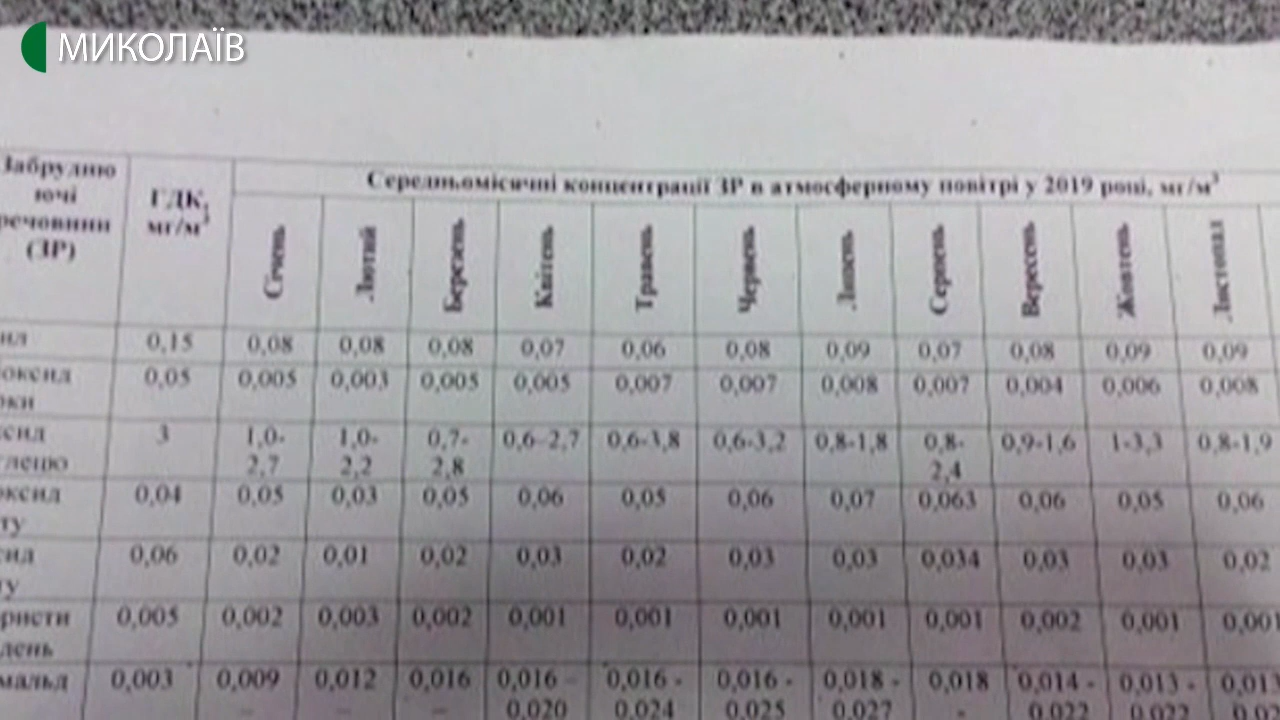 МИКОЛАЇВ
Середньомісячні концентрації ЗР в атмосферному повітрі у 2019 році, мг/м³
Забрудню
ючі
речовини
(ЗР)
ГДК,
мг/м³
Січень Лютий Березень Квітень Травень Червень Липень Серпень Вересень Жовтень Листопад
ил 0,15 0,08 0,08 0,08 0,07 0,06 0,08 0,09 0,07 0,08 0,09 0,09
оксид 0,05 0,005 0,003 0,005 0,005 0,007 0,007 0,008 0,007 0,004 0,006 0,008
рки
ксид 3 1,0- 1,0- 0,7- 0,6–2,7 0,6-3,8 0,6-3,2 0,8-1,8 0,8- 0,9-1,6 1-3,3 0,8-1,9
глецю 2,7 2,2 2,8 2,4
оксид 0,04 0,05 0,03 0,05 0,06 0,05 0,06 0,07 0,063 0,06 0,05 0,06
ту
сид 0,06 0,02 0,01 0,02 0,03 0,02 0,03 0,03 0,034 0,03 0,03 0,02
ту
ористи 0,005 0,002 0,003 0,002 0,001 0,001 0,001 0,001 0,001 0,002 0,001 0,001
день
мальд 0,003 0,009 0,012 0,016 0,016 – 0,016 - 0,016 - 0,018 - 0,018 0,014 - 0,013 - 0,013
– – – 0,020 0,024 0,025 0,027 - 0,022 0,022